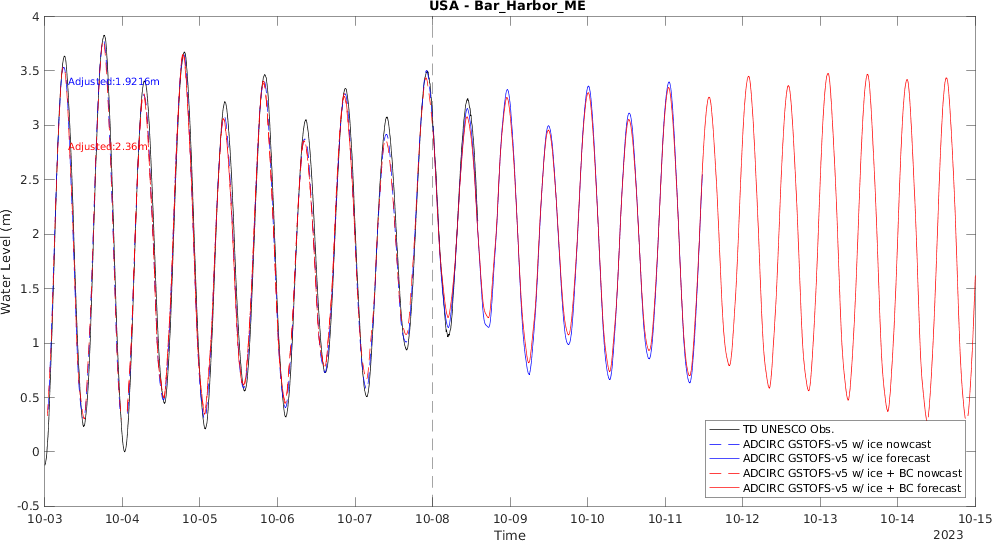 USA - Bar_Harbor_ME
4
3.5
3
2.5
2
1.5
1
0.5
0
-0.5
Water Level (m)
Adjusted:1.9216m
Adjusted:2.36m
TD UNESCO Obs.
ADCIRC GSTOFS-v5 w/ ice nowcast
ADCIRC GSTOFS-v5 w/ ice forecast
ADCIRC GSTOFS-v5 w/ ice + BC nowcast
ADCIRC GSTOFS-v5 w/ ice + BC forecast
10-03 10-04 10-05 10-06 10-07 10-08 10-09 10-10 10-11 10-12 10-13 10-14 10-15
Time
2023